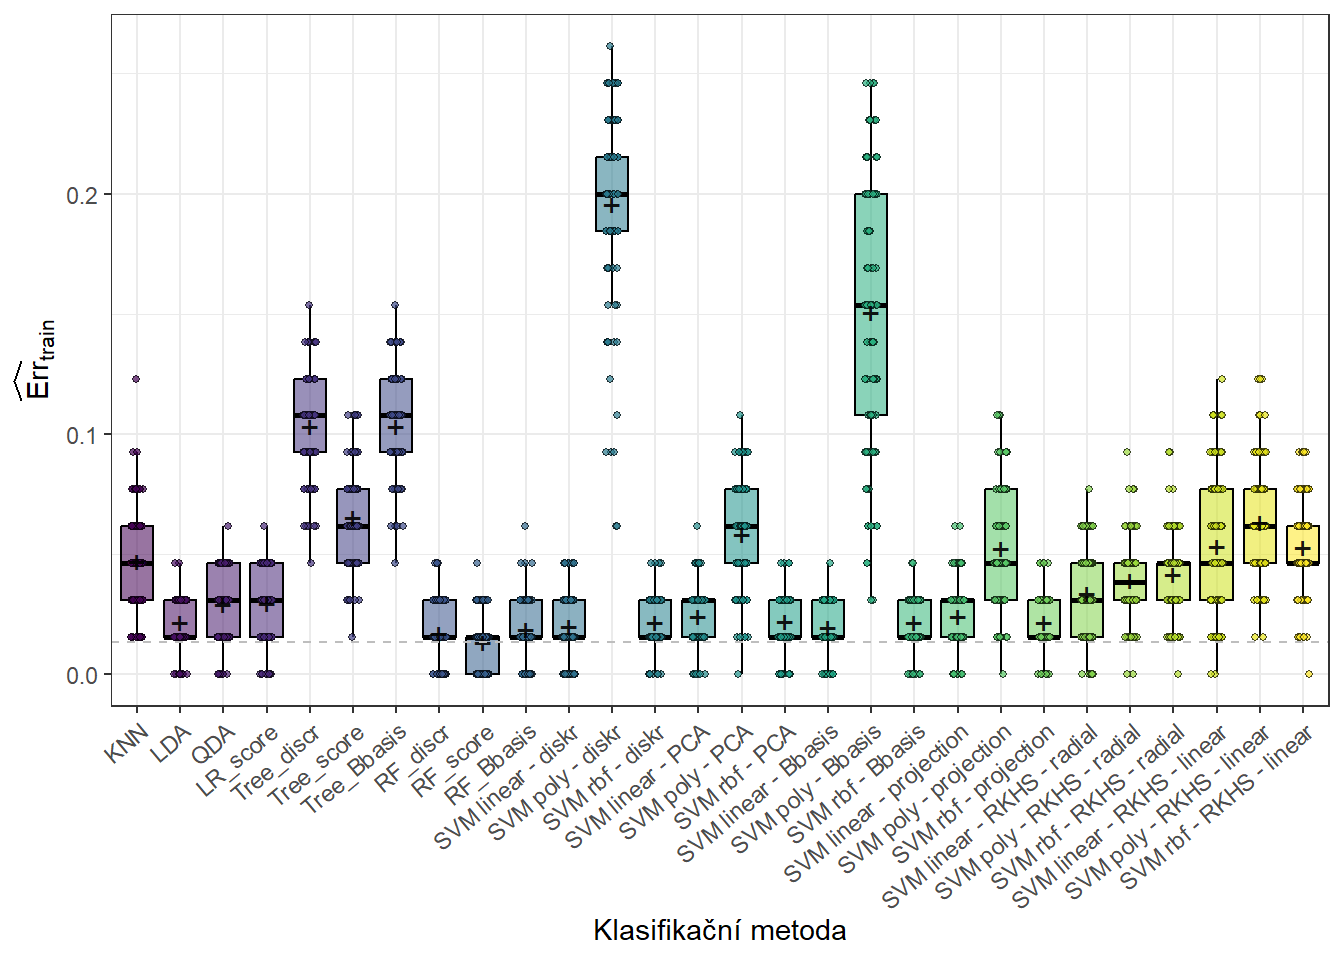 0.2
0.1
0.0
Err train
KNN
LDA
QDA
LR_score
Tree_discr
Tree_score
Tree_Bbasis
RF_discr
RF_score
RF_Bbasis
SVM linear - diskr
SVM poly - diskr
SVM rbf - diskr
SVM linear - PCA
SVM poly - PCA
SVM rbf - PCA
SVM linear - Bbasis
SVM poly - Bbasis
SVM rbf - Bbasis
SVM linear - projection
SVM poly - projection
SVM rbf - projection
SVM linear - RKHS - radial
SVM poly - RKHS - radial
SVM rbf - RKHS - radial
SVM linear - RKHS - linear
SVM poly - RKHS - linear
SVM rbf - RKHS - linear
Klasifikační metoda